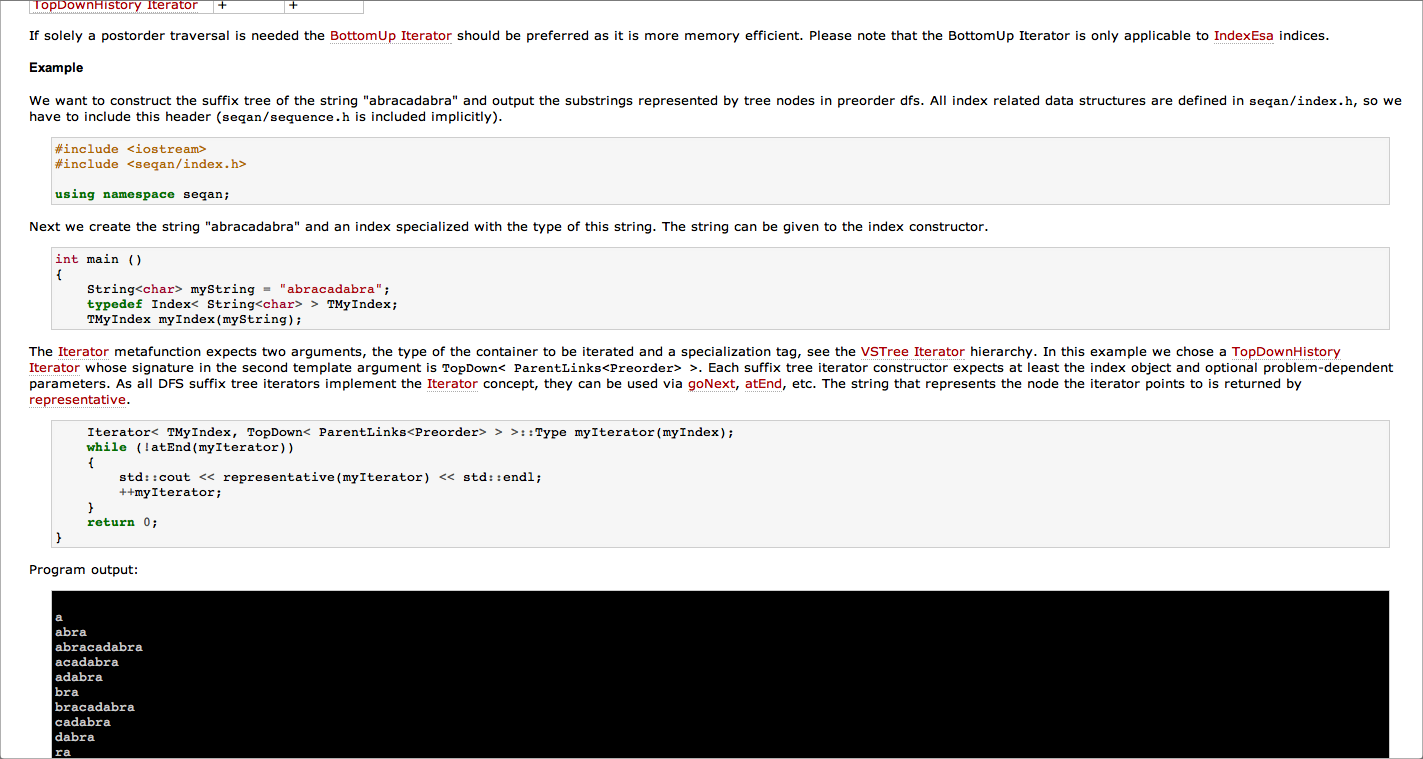 TopDownHistory Iterator + +
If solely a postorder traversal is needed the BottomUp Iterator should be preferred as it is more memory efficient. Please note that the BottomUp Iterator is only applicable to IndexEsa indices.
Example
We want to construct the suffix tree of the string "abracadabra" and output the substrings represented by tree nodes in preorder dfs. All index related data structures are defined in seqan/index.h, so we
have to include this header (seqan/sequence.h is included implicitly).
#include <iostream>
#include <seqan/index.h>
using namespace seqan;
Next we create the string "abracadabra" and an index specialized with the type of this string. The string can be given to the index constructor.
int main ()
{
    String<char> myString = "abracadabra";
    typedef Index< String<char> > TMyIndex;
    TMyIndex myIndex(myString);
The Iterator metafunction expects two arguments, the type of the container to be iterated and a specialization tag, see the VSTree Iterator hierarchy. In this example we chose a TopDownHistory
Iterator whose signature in the second template argument is TopDown< ParentLinks<Preorder> >. Each suffix tree iterator constructor expects at least the index object and optional problem-dependent
parameters. As all DFS suffix tree iterators implement the Iterator concept, they can be used via goNext, atEnd, etc. The string that represents the node the iterator points to is returned by
representative.
    Iterator< TMyIndex, TopDown< ParentLinks<Preorder> > >::Type myIterator(myIndex);
    while (!atEnd(myIterator))
    {
        std::cout << representative(myIterator) << std::endl;
        ++myIterator;
    }
    return 0;
}
Program output:
a
abra
abracadabra
acadabra
adabra
bra
bracadabra
cadabra
dabra
ra